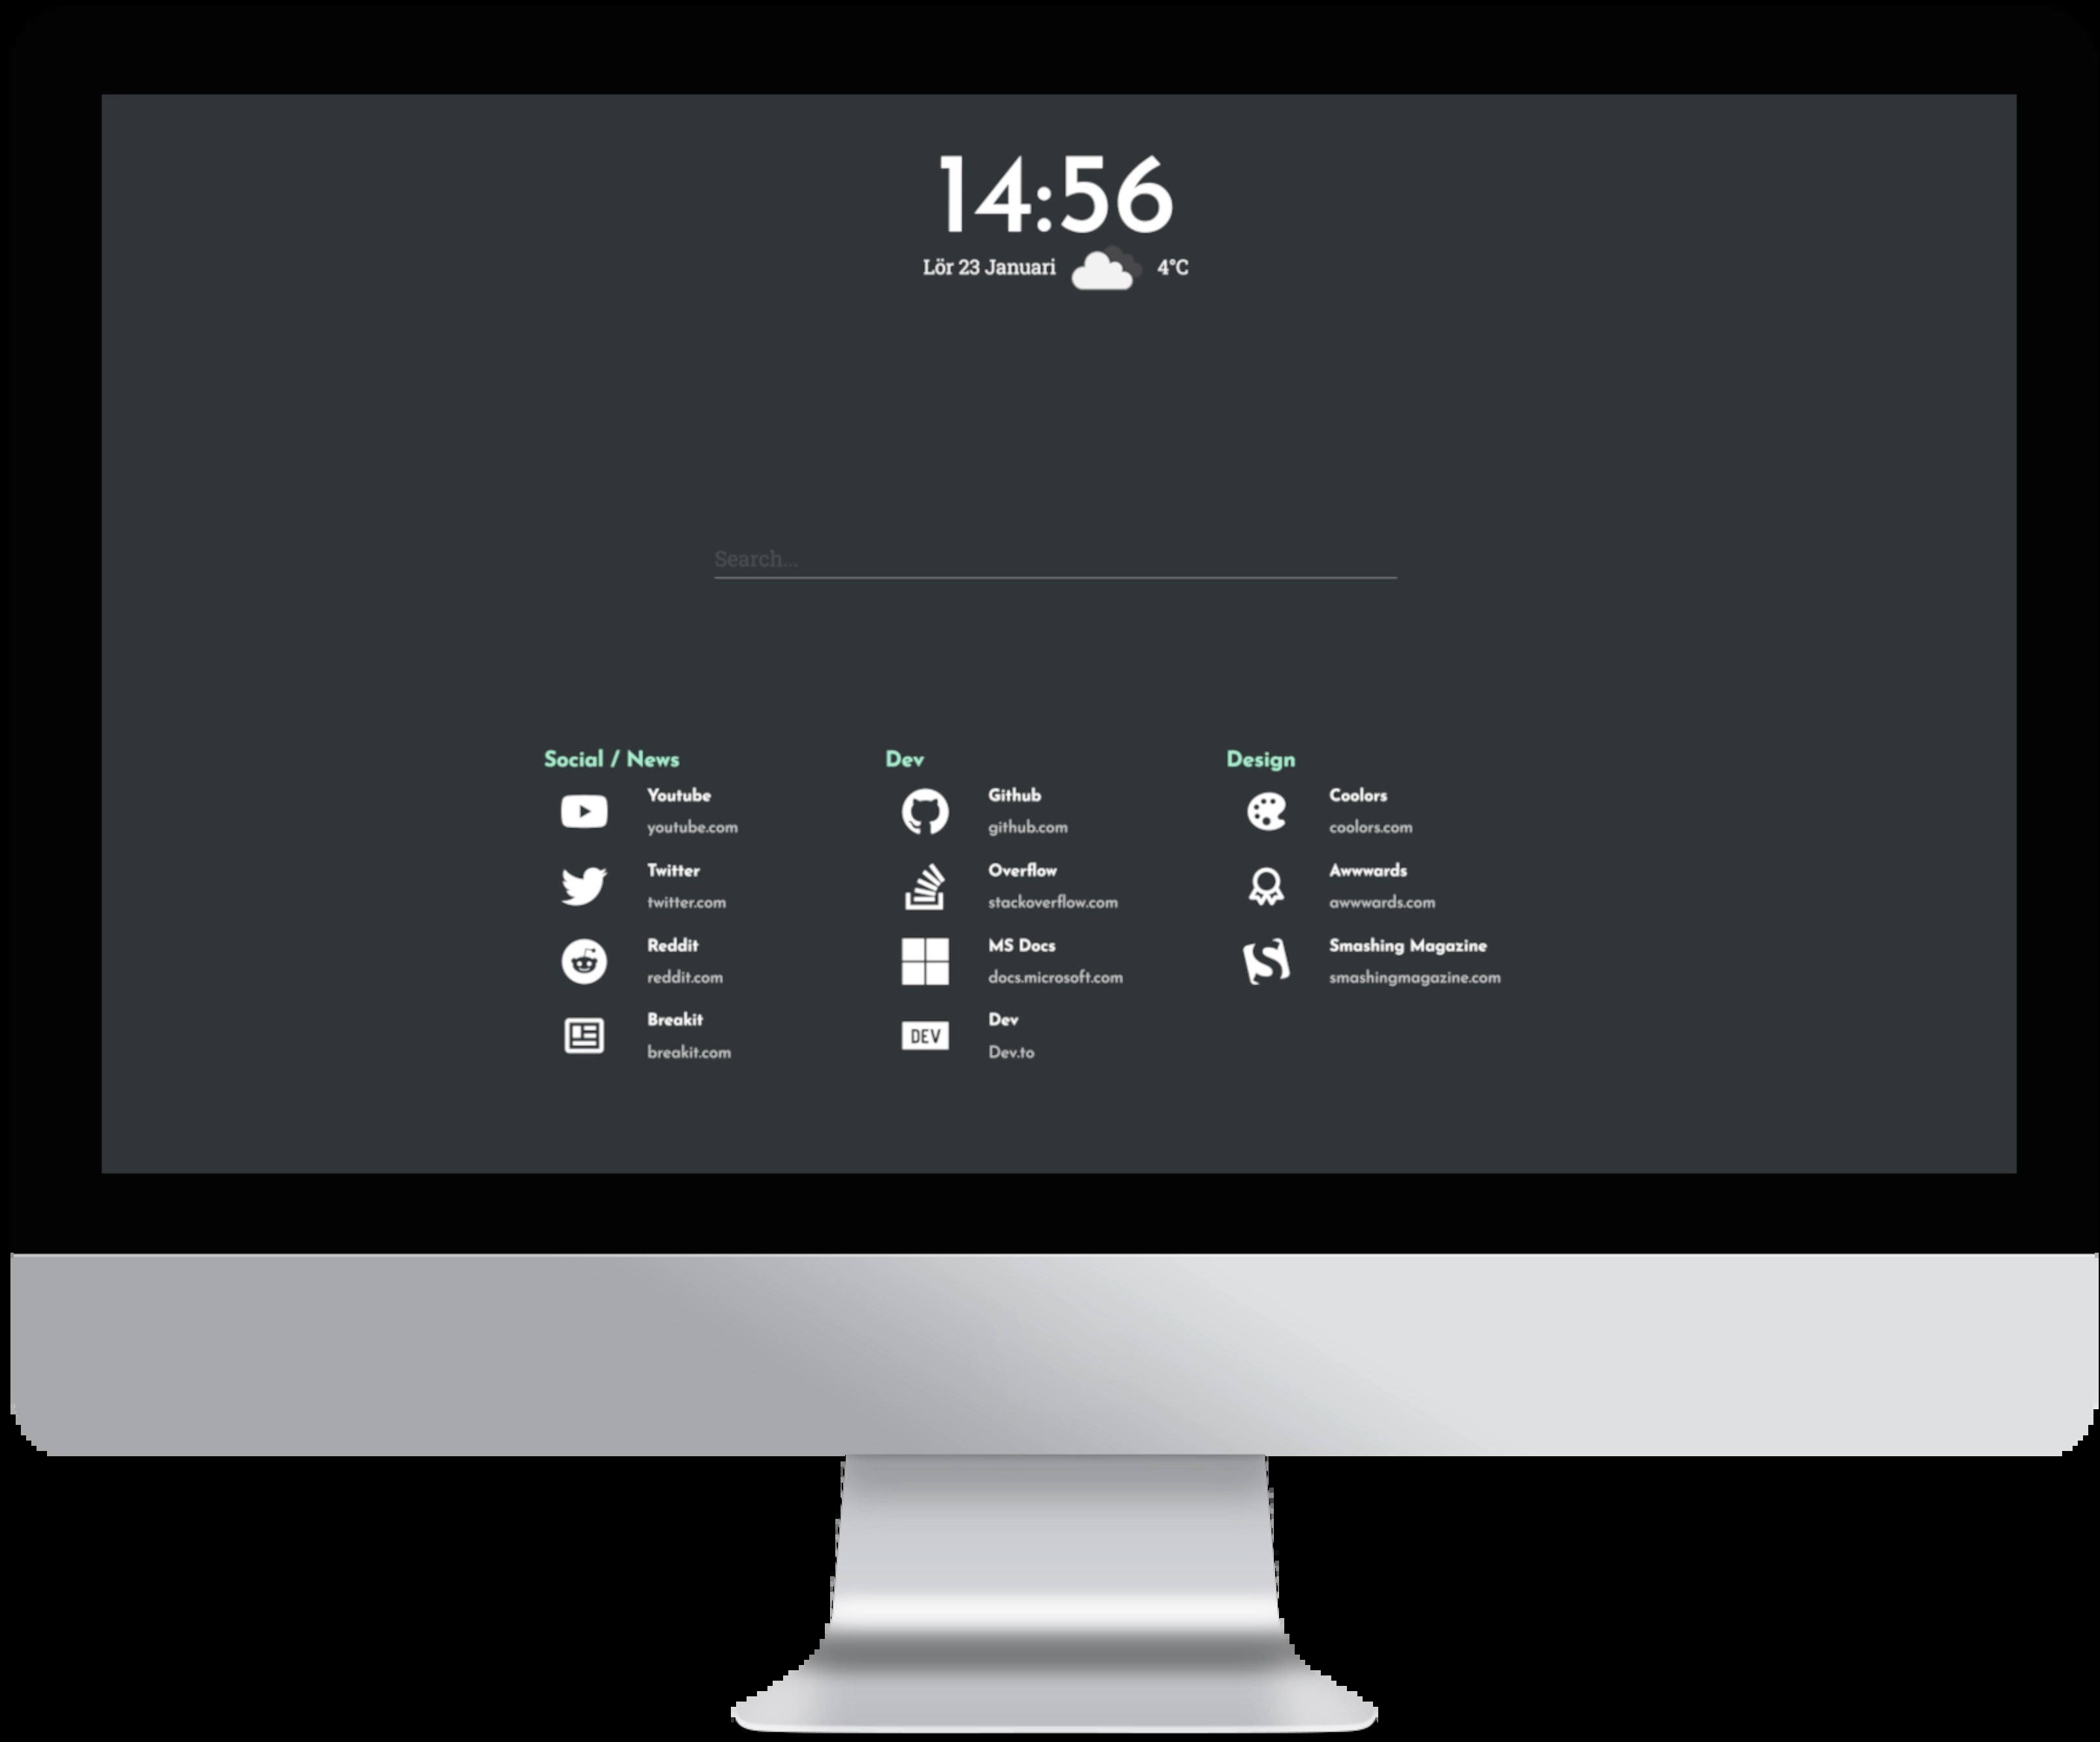 14:56
Lör 23 Januari 4°C
Search...
Social / News
Youtube
youtube.com
Twitter
twitter.com
Reddit
reddit.com
Breakit
breakit.com
Dev
Github
github.com
Overflow
stackoverflow.com
MS Docs
docs.microsoft.com
DEV
Dev
Dev.to
Design
Coolors
coolors.com
Awwwards
awwwards.com
Smashing Magazine
smashingmagazine.com